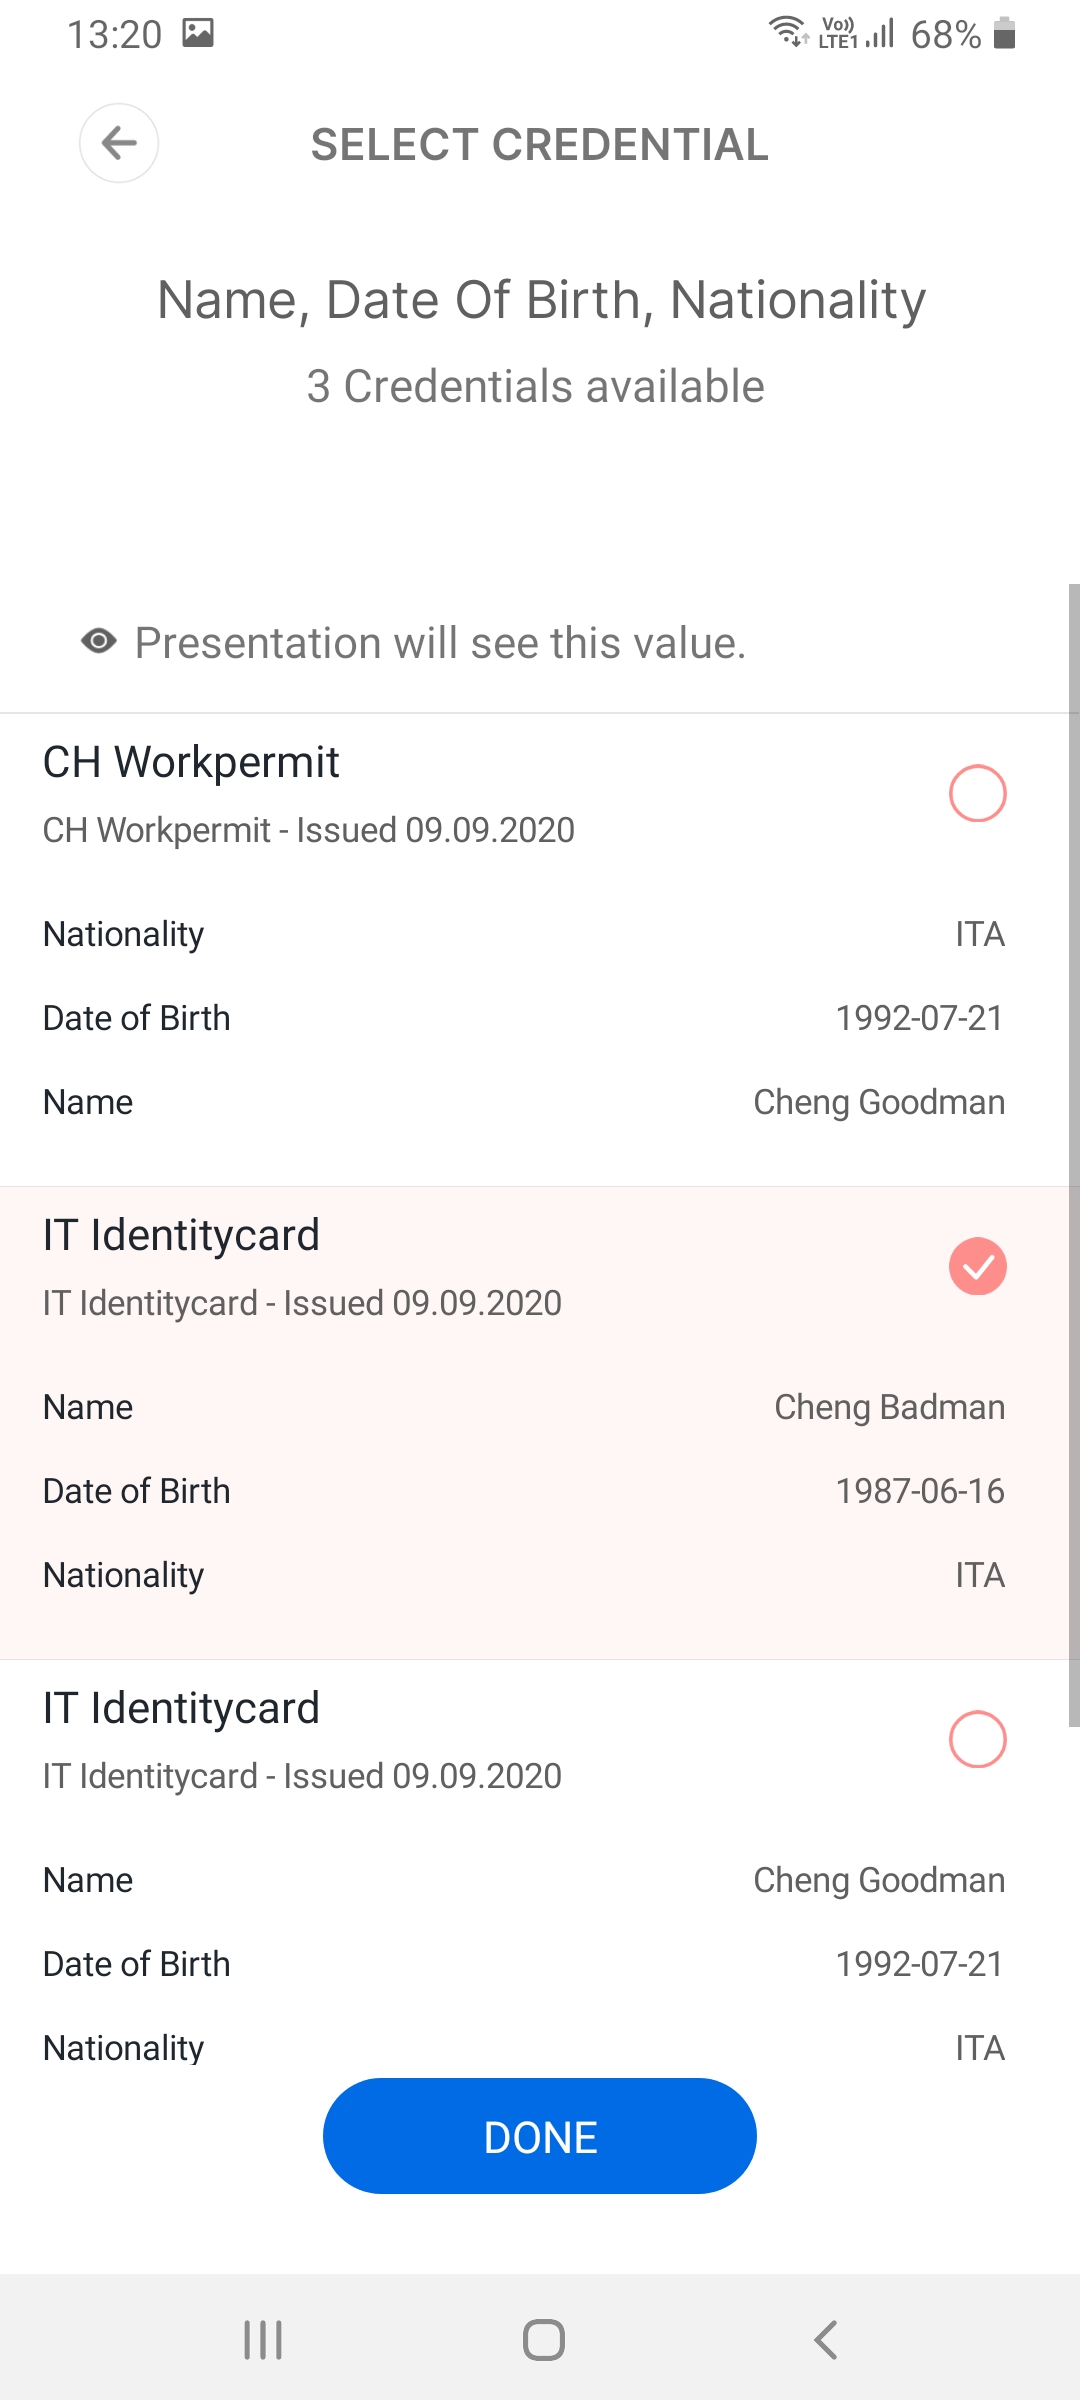 13:20 Vo)) LTE1 68%
SELECT CREDENTIAL
Name, Date Of Birth, Nationality
3 Credentials available
Presentation will see this value.
CH Workpermit
CH Workpermit - Issued 09.09.2020
Nationality ITA
Date of Birth 1992-07-21
Name Cheng Goodman
IT Identitycard
IT Identitycard - Issued 09.09.2020
Name Cheng Badman
Date of Birth 1987-06-16
Nationality ITA
IT Identitycard
IT Identitycard - Issued 09.09.2020
Name Cheng Goodman
Date of Birth 1992-07-21
Nationality ITA
DONE